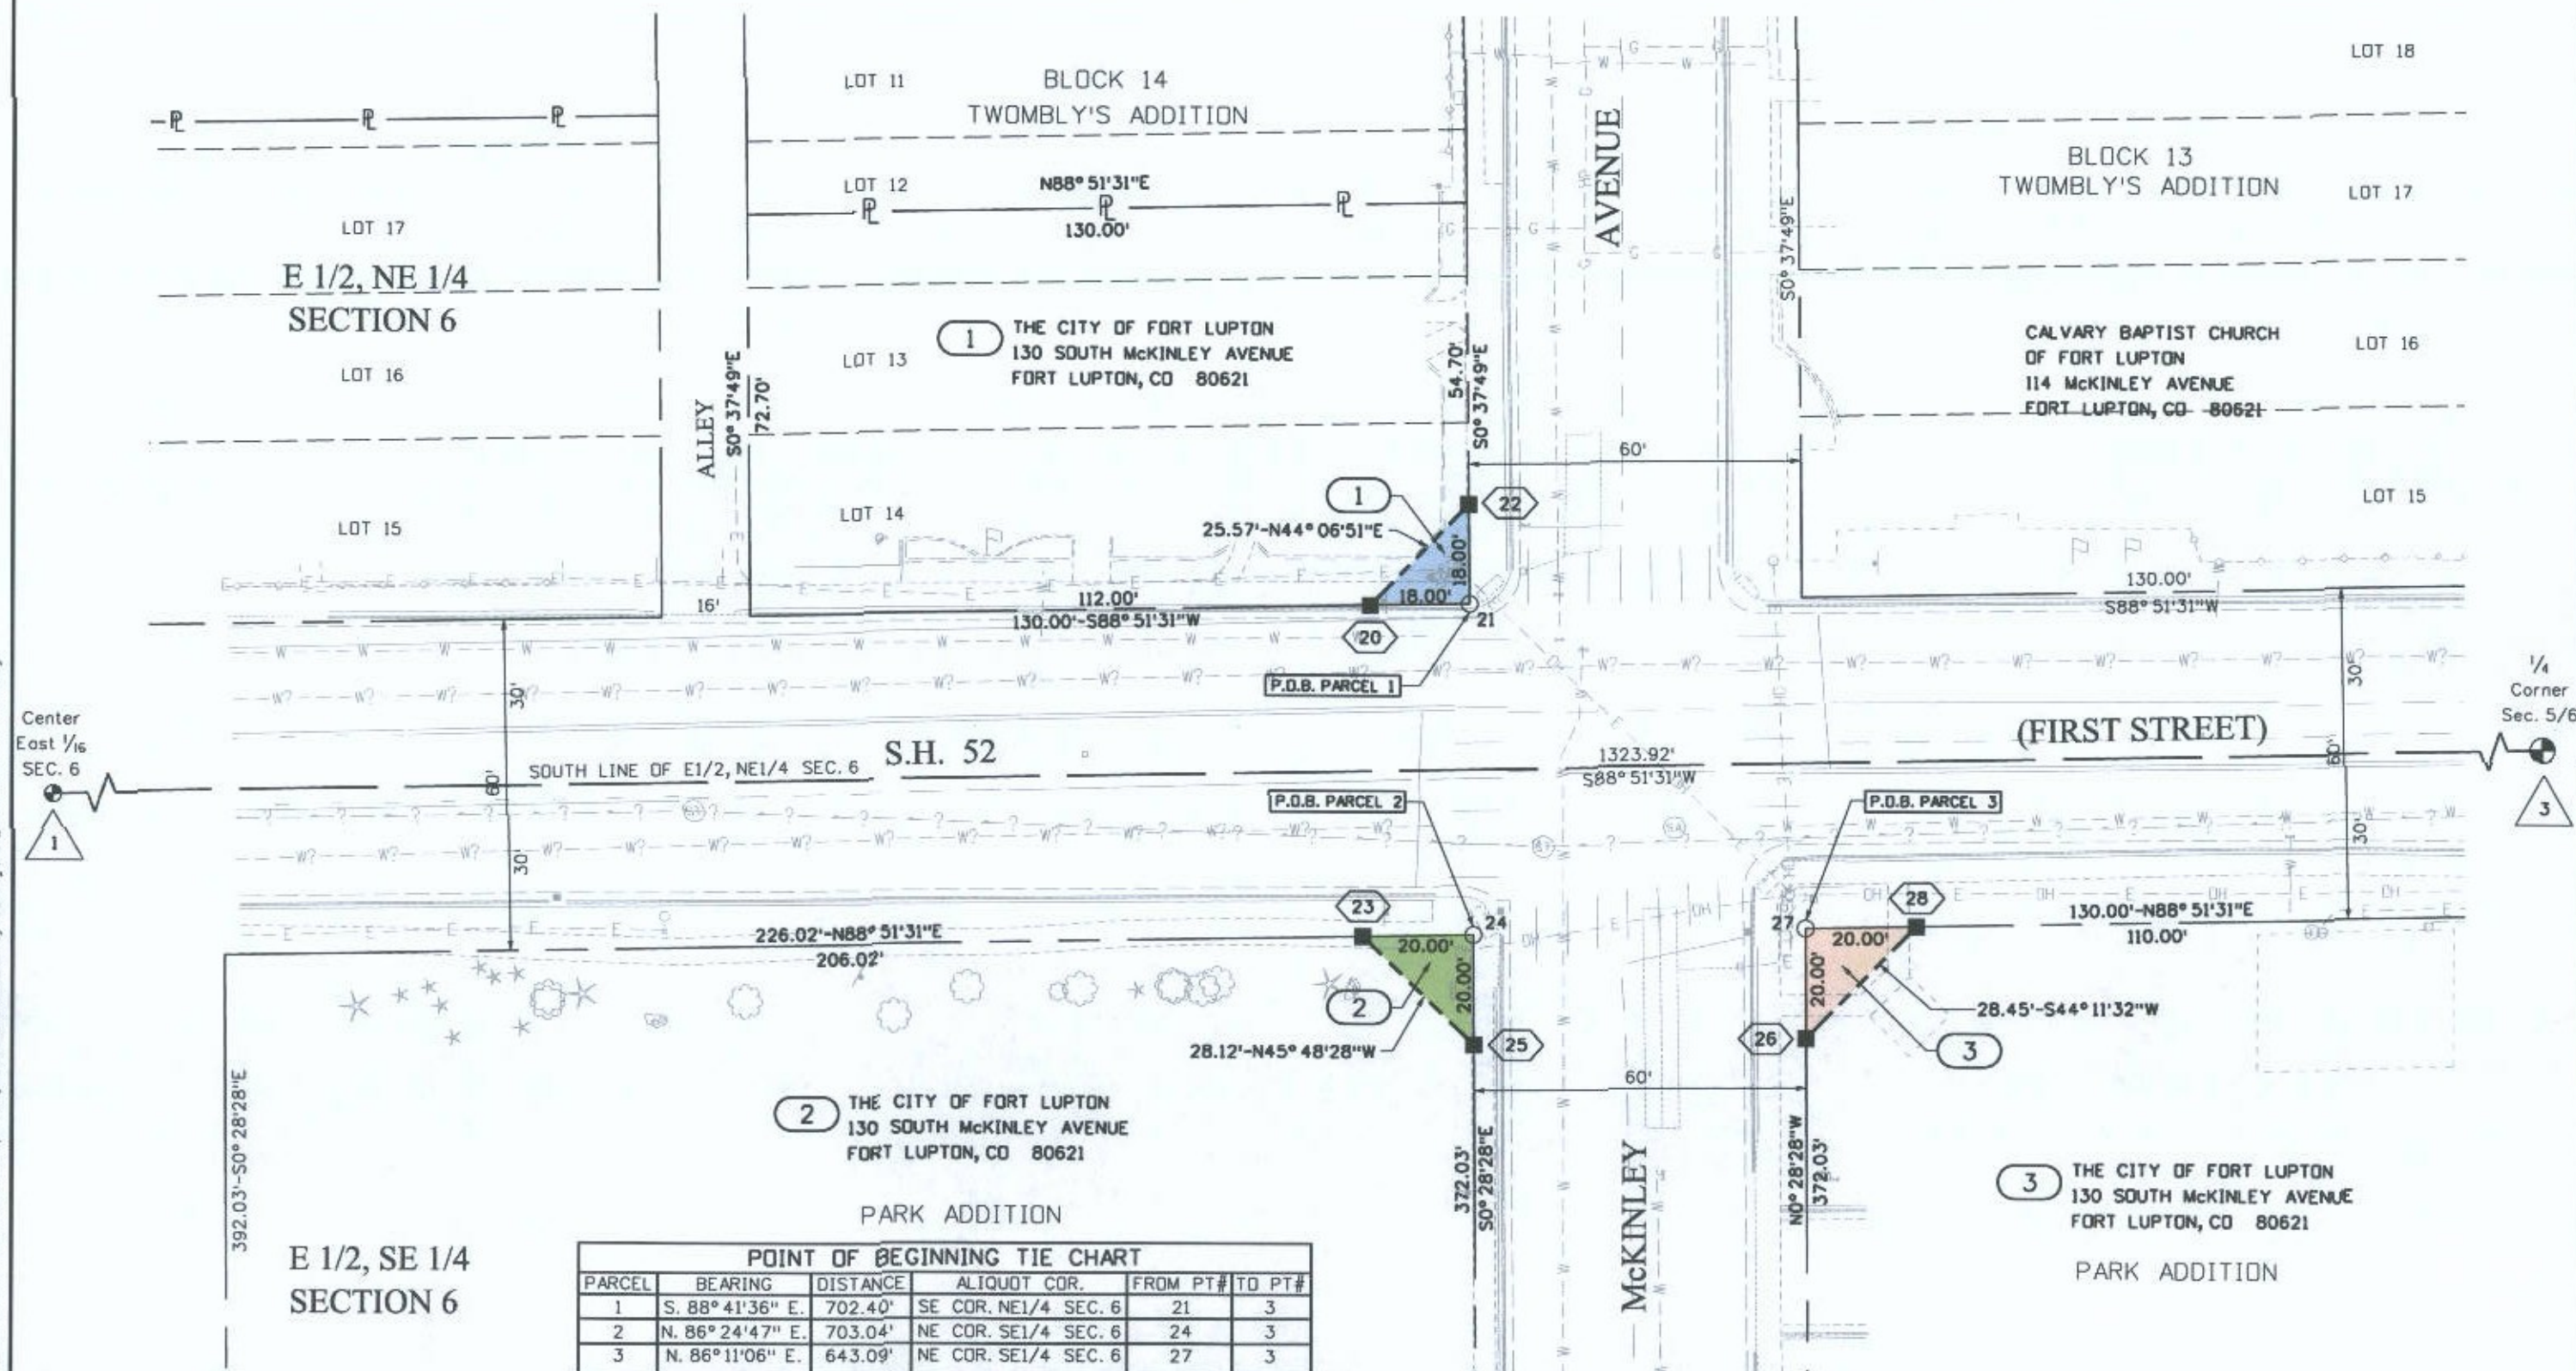 LOT 11
BLOCK 14
TWOMBLY'S ADDITION
LOT 12
N88° 51'31"E
130.00'
LOT 13
LOT 14
LOT 17
E 1/2, NE 1/4
SECTION 6
LOT 16
LOT 15
ALLEY
S0° 37'49"E
72.70'
16'
1
THE CITY OF FORT LUPTON
130 SOUTH McKINLEY AVENUE
FORT LUPTON, CO 80621
54.70'
S0° 37'49"E
AVENUE
S0° 37'49"E
LOT 18
BLOCK 13
TWOMBLY'S ADDITION
LOT 17
CALVARY BAPTIST CHURCH
OF FORT LUPTON
114 McKINLEY AVENUE
FORT LUPTON, CO 80621
LOT 16
LOT 15
60'
1
22
25.57'-N44° 06'51"E
18.00'
18.00'
112.00'
130.00'-S88° 51'31"W
20
21
P.O.B. PARCEL 1
130.00'
S88° 51'31"W
30'
30'
60'
Center
East 1/16
SEC. 6
1
SOUTH LINE OF E1/2, NE1/4 SEC. 6
S.H. 52
1323.92'
S88° 51'31"W
(FIRST STREET)
1/4
Corner
Sec. 5/6
3
30'
60'
30'
P.O.B. PARCEL 2
P.O.B. PARCEL 3
23
24
226.02'-N88° 51'31"E
206.02'
20.00'
20.00'
2
28.12'-N45° 48'28"W
25
27
28
20.00'
20.00'
130.00'-N88° 51'31"E
110.00'
28.45'-S44° 11'32"W
26
3
60'
392.03'-S0° 28'28"E
2
THE CITY OF FORT LUPTON
130 SOUTH McKINLEY AVENUE
FORT LUPTON, CO 80621
PARK ADDITION
372.03'
S0° 28'28"E
McKINLEY
N0° 28'28"W
372.03'
3
THE CITY OF FORT LUPTON
130 SOUTH McKINLEY AVENUE
FORT LUPTON, CO 80621
PARK ADDITION
E 1/2, SE 1/4
SECTION 6
POINT OF BEGINNING TIE CHART
PARCEL BEARING DISTANCE ALIQUOT COR. FROM PT# TO PT#
1 S. 88° 41'36" E. 702.40' SE COR. NE1/4 SEC. 6 21 3
2 N. 86° 24'47" E. 703.04' NE COR. SE1/4 SEC. 6 24 3
3 N. 86° 11'06" E. 643.09' NE COR. SE1/4 SEC. 6 27 3